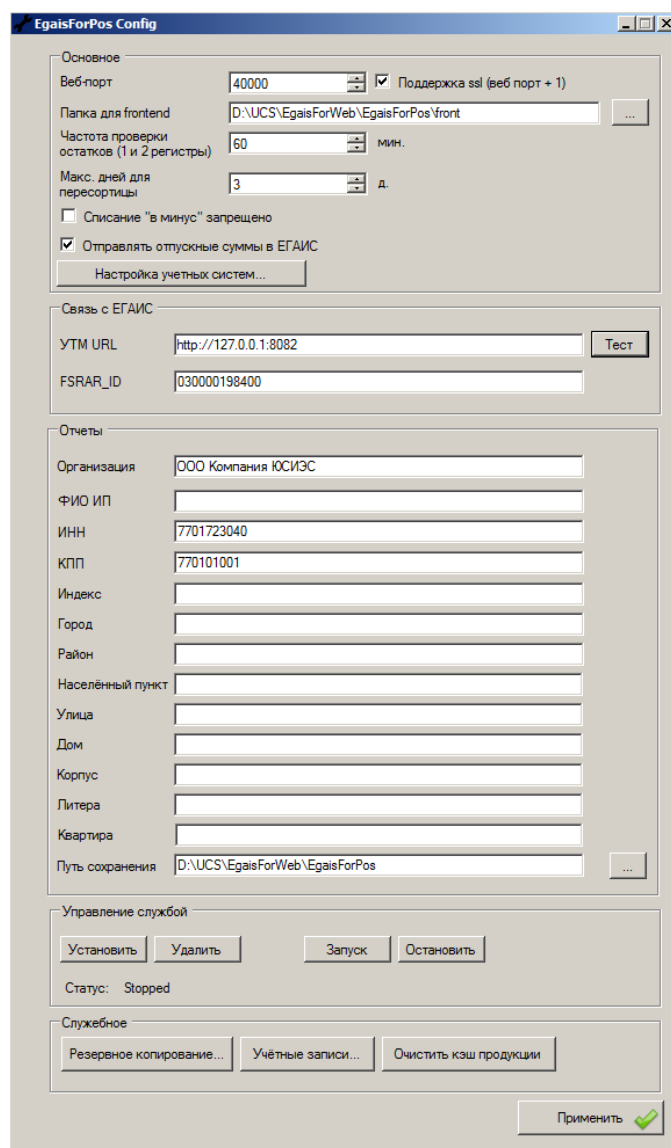 EgaisForPos Config
Основное
Веб-порт 40000 Поддержка ssl (веб порт + 1)
Папка для frontend D:\UCS\EgaisForWeb\EgaisForPos\front ...
Частота проверки
остатков (1 и 2 регистры) 60 мин.
Макс. дней для
пересортицы 3 д.
Списание "в минус" запрещено
Отправлять отпускные суммы в ЕГАИС
Настройка учетных систем...
Связь с ЕГАИС
УТМ URL http://127.0.0.1:8082 Тест
FSRAR_ID 030000198400
Отчеты
Организация ООО Компания ЮСИЭС
ФИО ИП
ИНН 7701723040
КПП 770101001
Индекс
Город
Район
Населённый пункт
Улица
Дом
Корпус
Литера
Квартира
Путь сохранения D:\UCS\EgaisForWeb\EgaisForPos ...
Управление службой
Установить Удалить Запуск Остановить
Статус: Stopped
Служебное
Резервное копирование... Учётные записи... Очистить кэш продукции
Применить